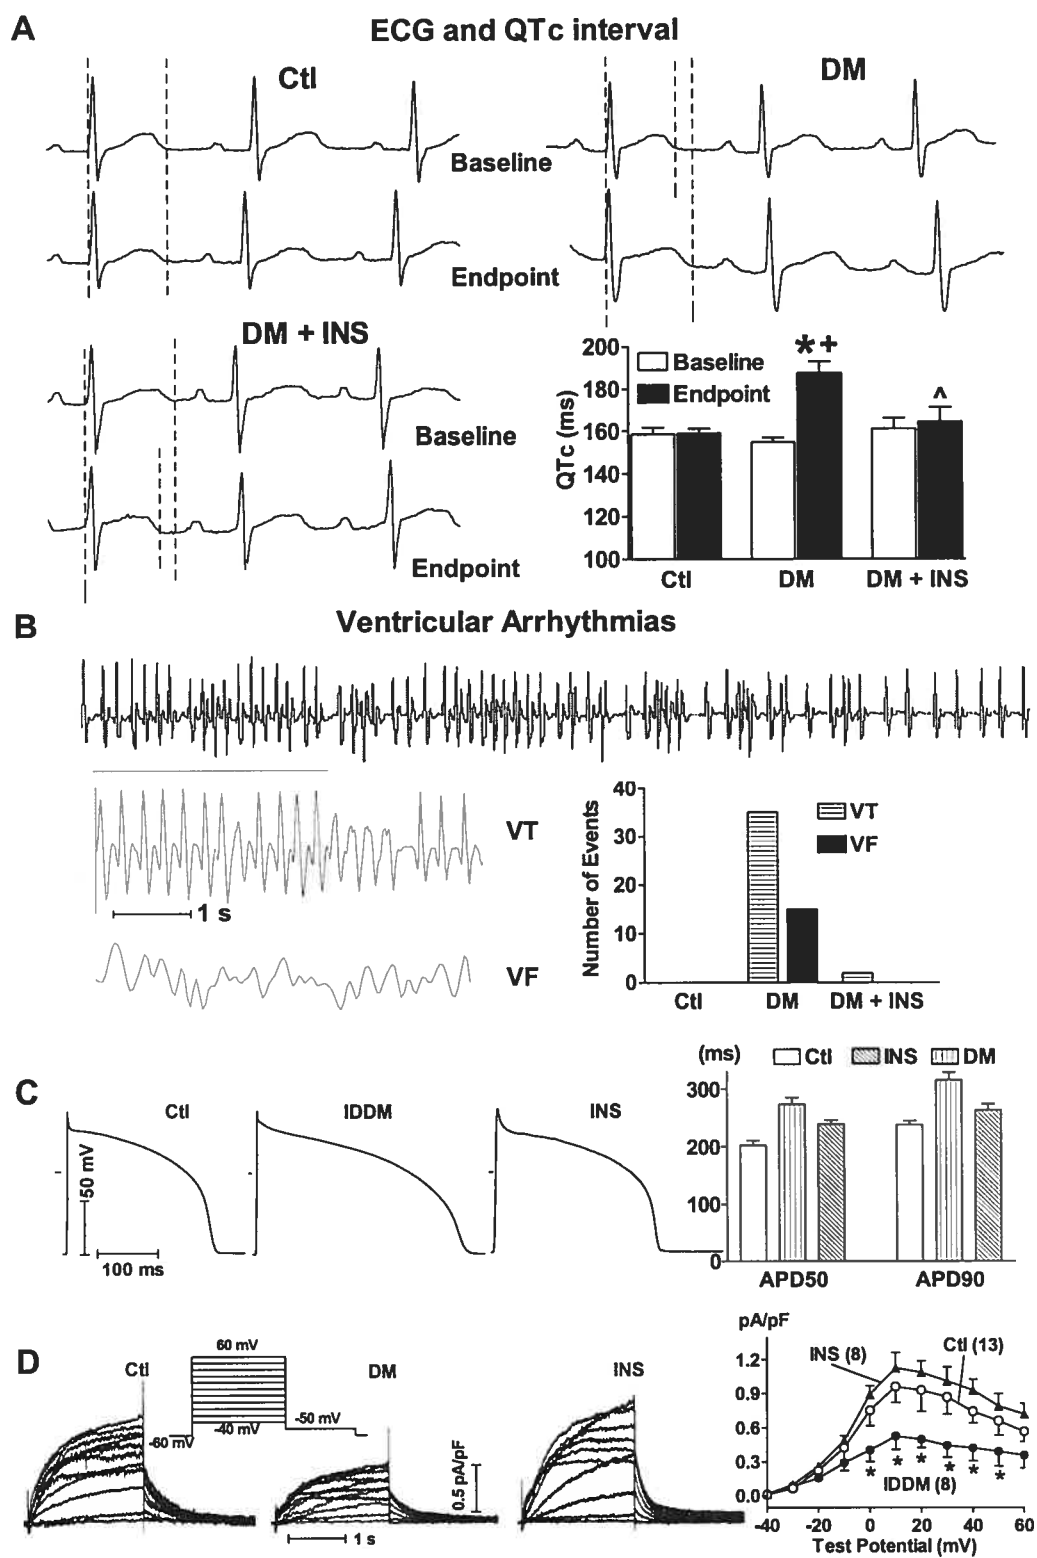 A
ECG and QTc interval
Ctl
DM
Baseline
Endpoint
DM + INS
Baseline
Endpoint
200
180
160
140
120
100
QTc (ms)
Baseline
Endpoint
*+
^
Ctl
DM
DM + INS
B
Ventricular Arrhythmias
VT
1 s
VF
40
30
20
10
0
Number of Events
VT
VF
Ctl
DM
DM + INS
C
Ctl
IDDM
INS
50 mV
100 ms
(ms)
Ctl
INS
DM
300
200
100
0
APD50
APD90
D
Ctl
60 mV
-40 mV
-60 mV
-50 mV
DM
0.5 pA/pF
1 s
INS
pA/pF
1.2
0.9
0.6
0.3
0.0
INS (8)
Ctl (13)
IDDM (8)
* * * * * *
-40 -20 0 20 40 60
Test Potential (mV)